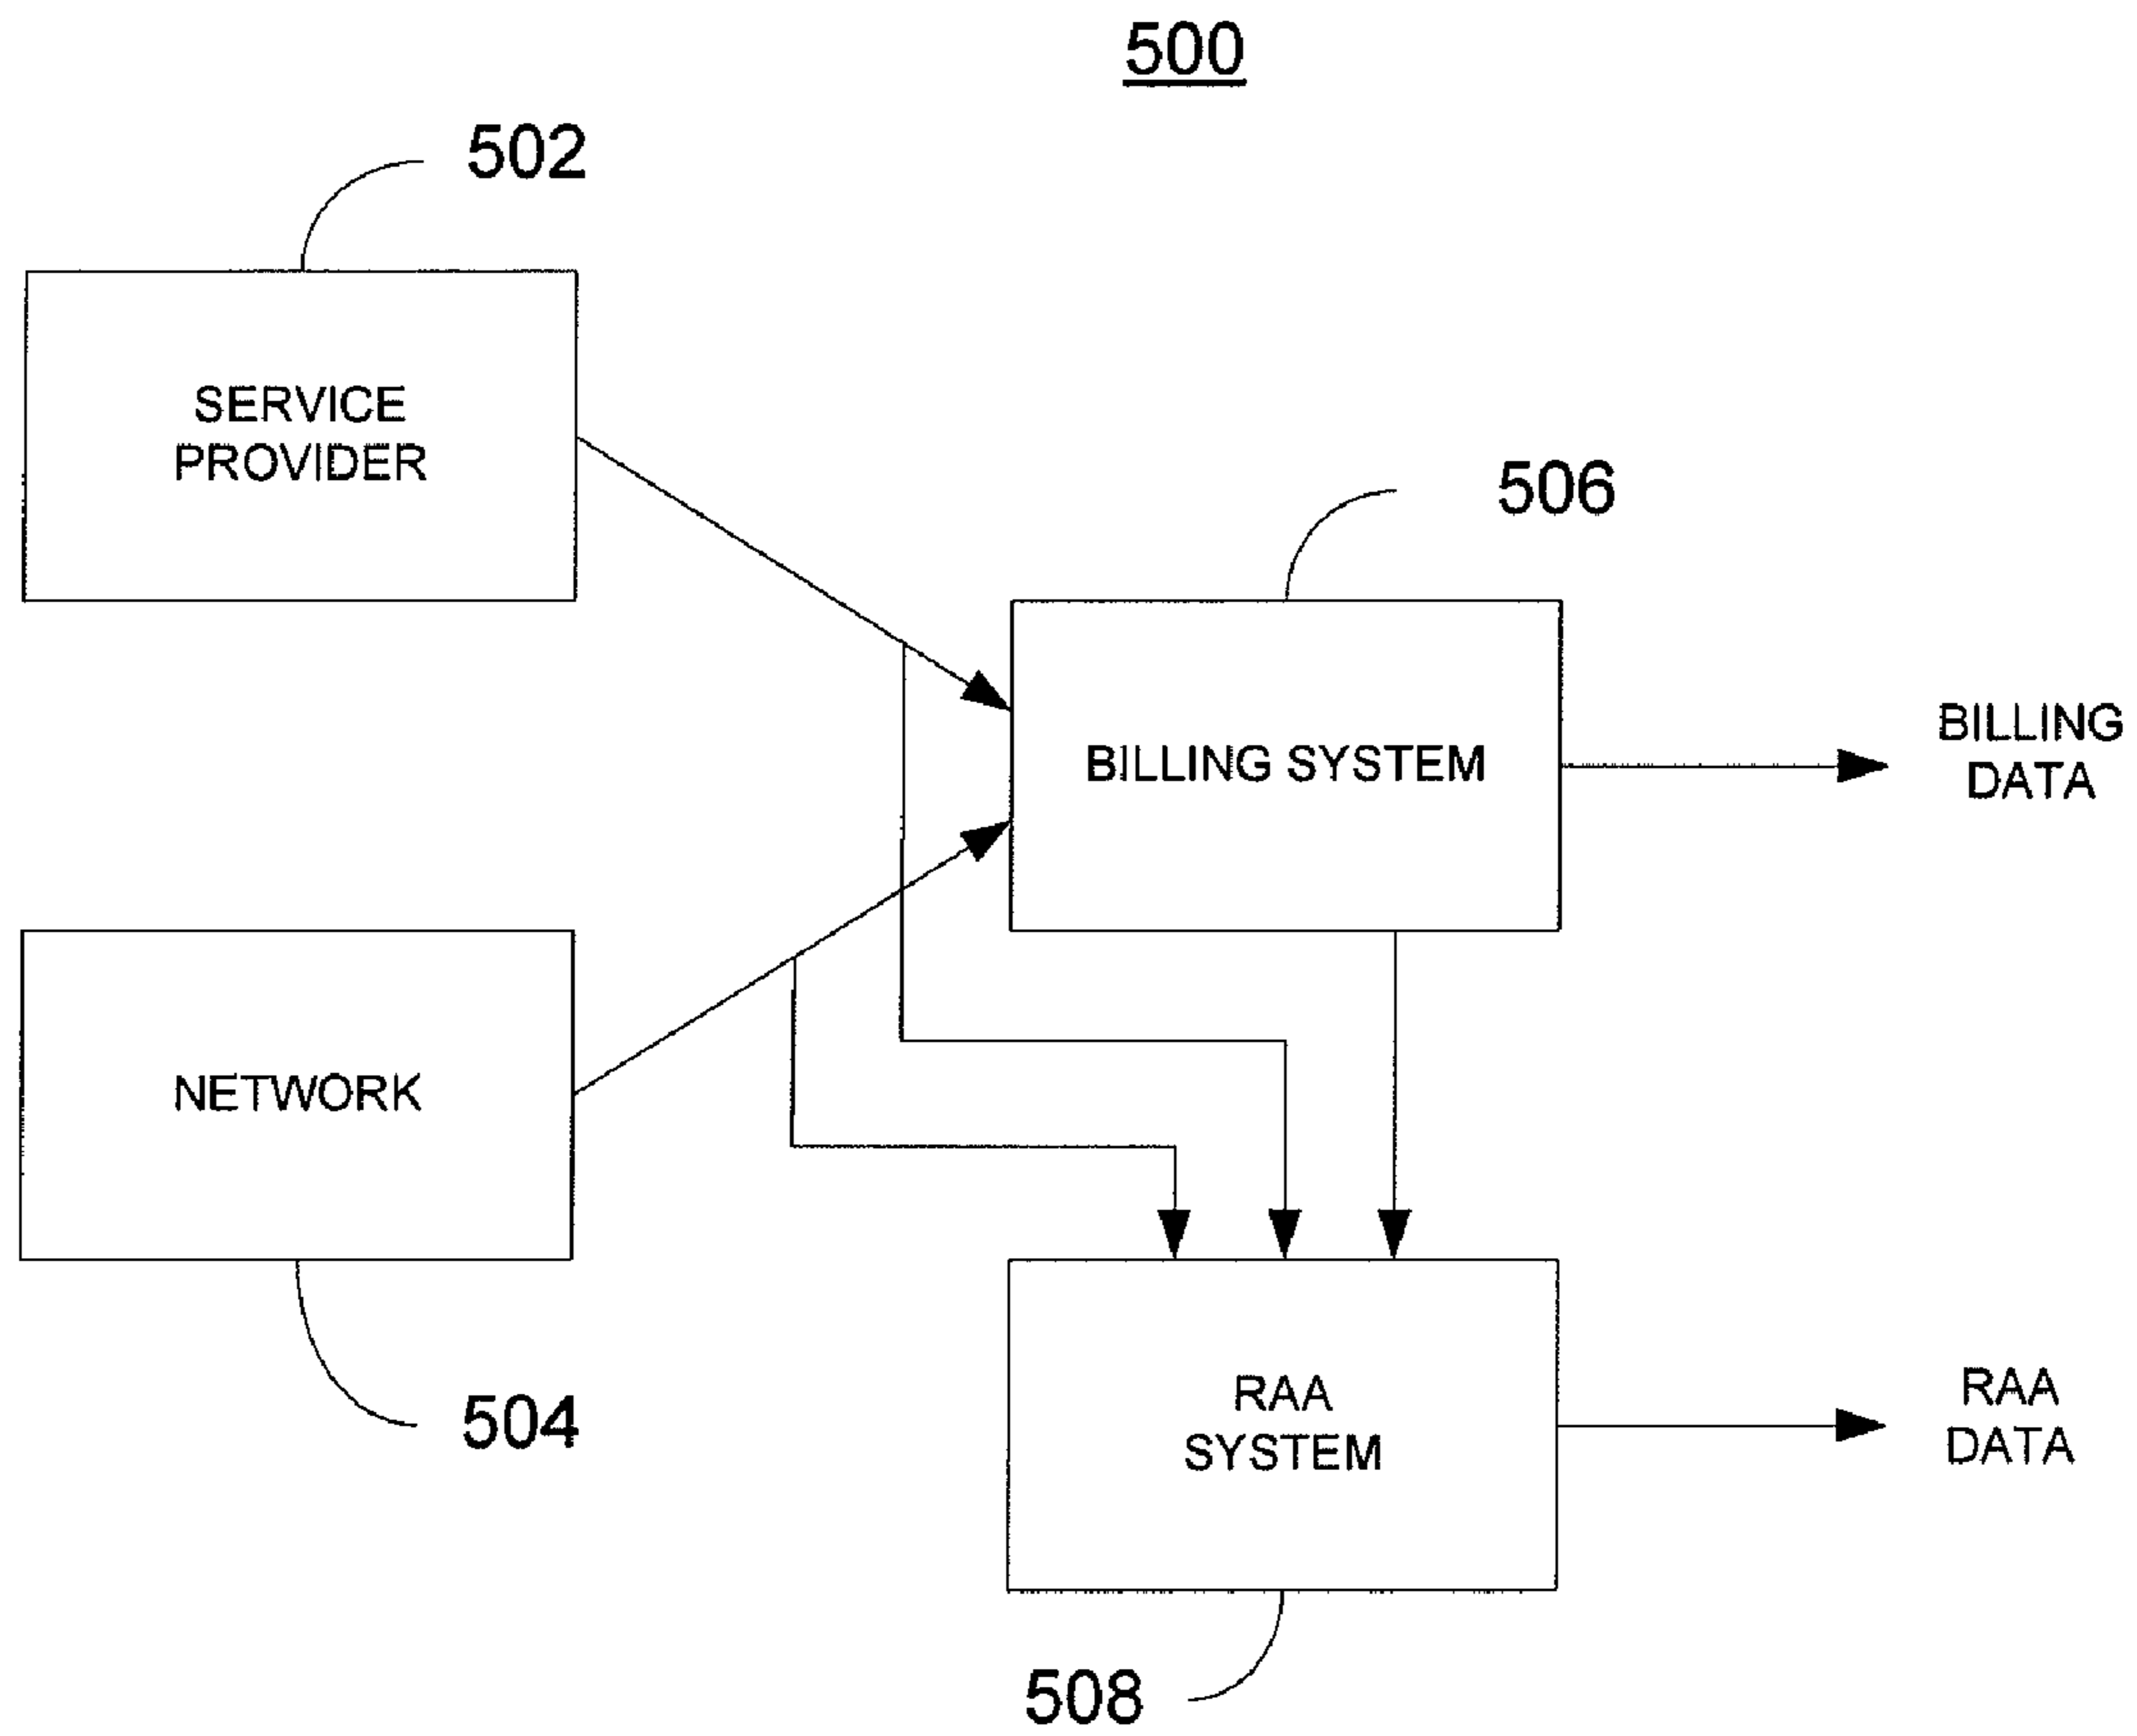 500
502
SERVICE
PROVIDER
506
BILLING SYSTEM
BILLING
DATA
NETWORK
504
RAA
SYSTEM
RAA
DATA
508